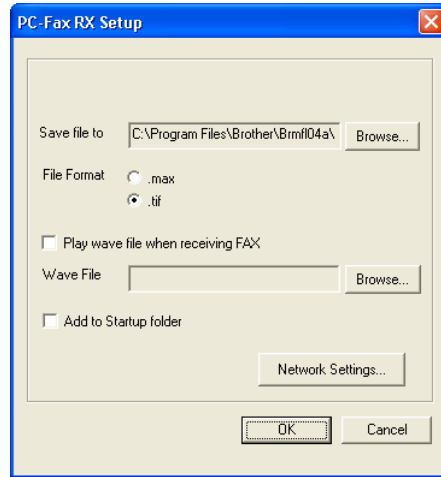 PC-Fax RX Setup
Save file to C:\Program Files\Brother\Brmfl04a\ Browse...
File Format .max
.tif
Play wave file when receiving FAX
Wave File Browse...
Add to Startup folder
Network Settings...
OK Cancel